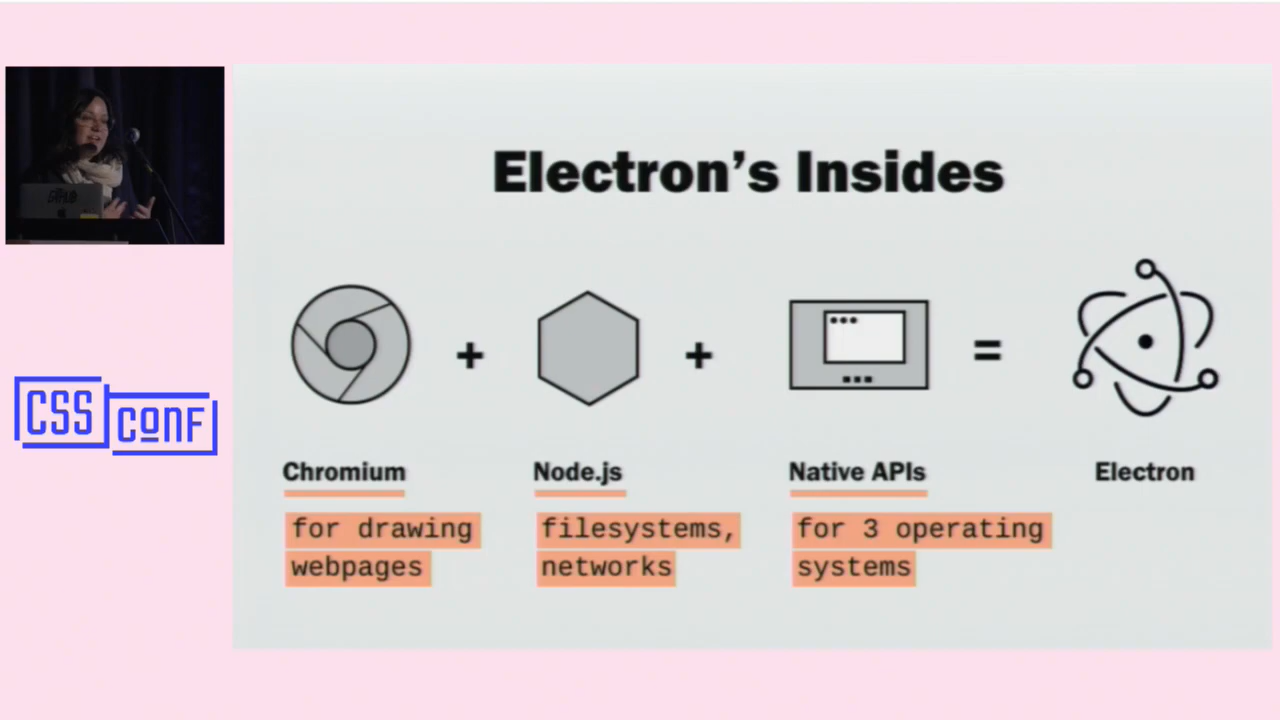 Electron’s Insides
+
+
=
Chromium
Node.js
Native APIs
Electron
for drawing
webpages
filesystems,
networks
for 3 operating
systems
GitHub
CSS
CONF